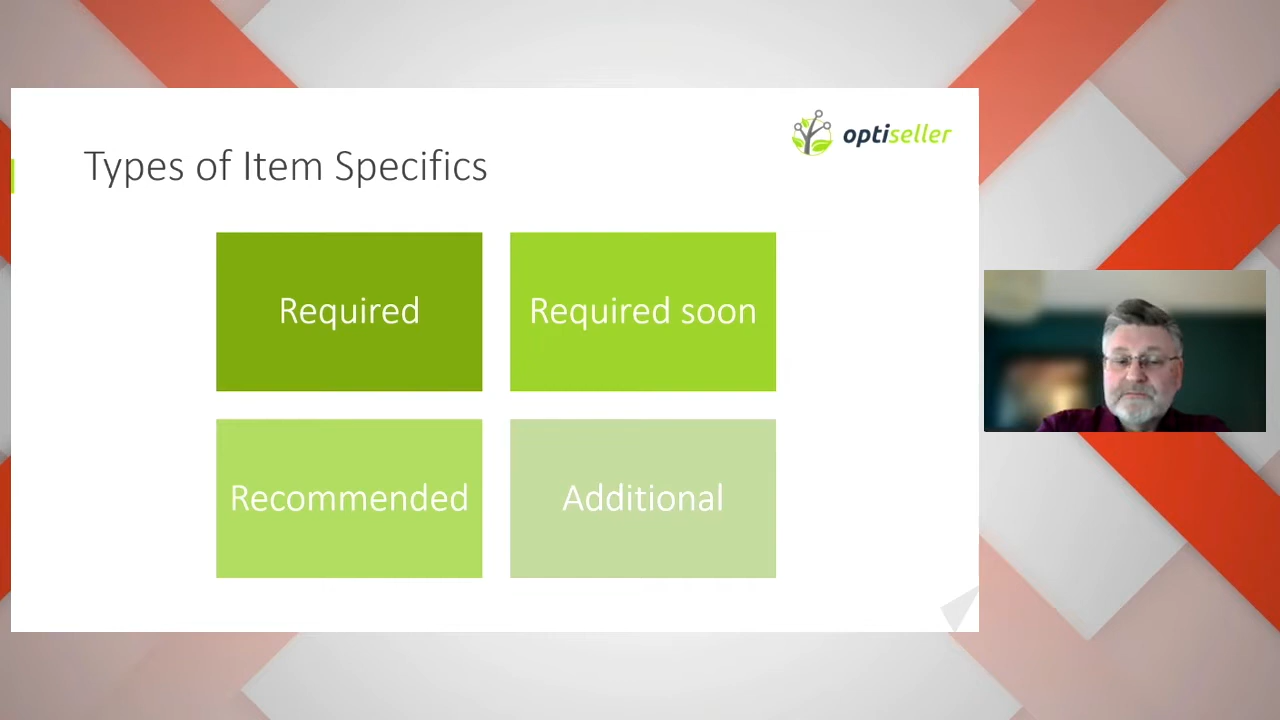 optiseller
Types of Item Specifics
Required
Required soon
Recommended
Additional